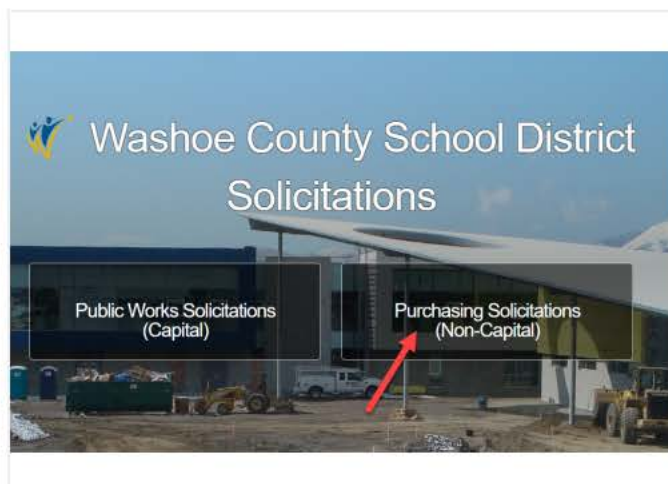 Washoe County School District
Solicitations
Public Works Solicitations
(Capital)
Purchasing Solicitations
(Non-Capital)